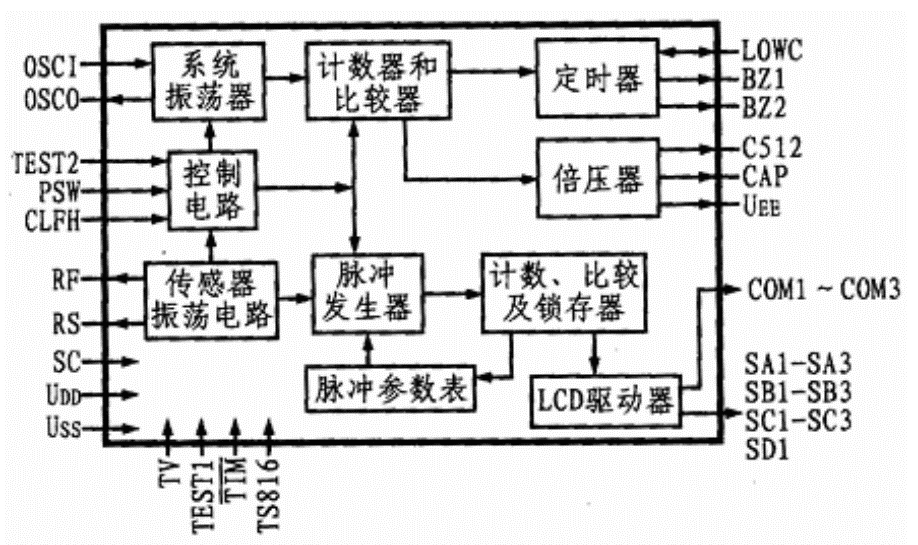 OSCI
OSCO
TEST2
PSW
CLFH
RF
RS
SC
UDD
USS
系统
振荡器
计数器和
比较器
定时器
控制
电路
倍压器
传感器
振荡电路
脉冲
发生器
计数、比较
及锁存器
脉冲参数表
LCD驱动器
LOWC
BZ1
BZ2
C512
CAP
UEE
COM1～COM3
SA1-SA3
SB1-SB3
SC1-SC3
SD1
TV
TEST1
TIM
TS816